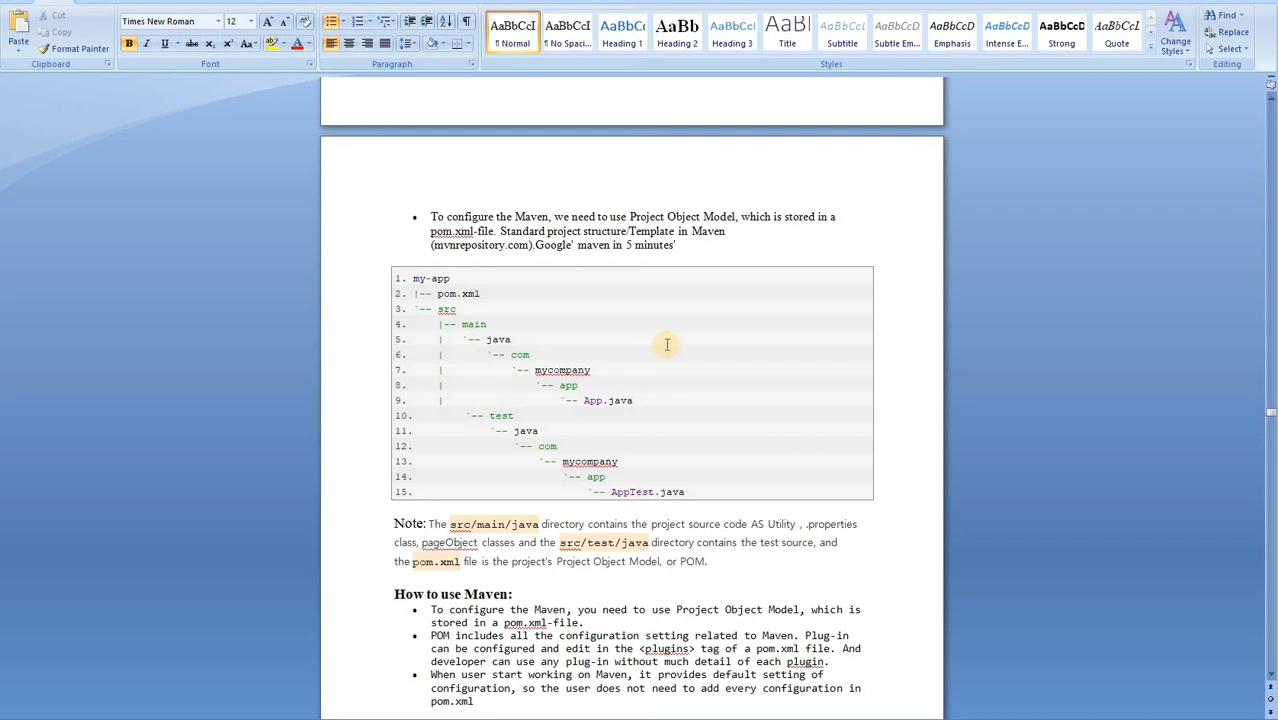 Cut
Copy
Paste
Format Painter
Clipboard
Times New Roman
12
Font
Paragraph
AaBbCcI
¶ Normal
AaBbCcI
¶ No Spaci...
AaBbC
Heading 1
AaBb
Heading 2
AaBbCc
Heading 3
AaBl
Title
AaBbCc
Subtitle
AaBbCcD
Subtle Em...
AaBbCcD
Emphasis
AaBbCcD
Intense E...
AaBbCc
Strong
AaBbCcI
Quote
Change
Styles
Styles
Find
Replace
Select
Editing
• To configure the Maven, we need to use Project Object Model, which is stored in a
pom.xml-file. Standard project structure/Template in Maven
(mvnrepository.com).Google' maven in 5 minutes'
1. my-app
2. |-- pom.xml
3. `-- src
4. |-- main
5. | `-- java
6. | `-- com
7. | `-- mycompany
8. | `-- app
9. | `-- App.java
10. `-- test
11. `-- java
12. `-- com
13. `-- mycompany
14. `-- app
15. `-- AppTest.java
Note: The src/main/java directory contains the project source code AS Utility , .properties
class, pageObject classes and the src/test/java directory contains the test source, and
the pom.xml file is the project's Project Object Model, or POM.
How to use Maven:
• To configure the Maven, you need to use Project Object Model, which is
stored in a pom.xml-file.
• POM includes all the configuration setting related to Maven. Plug-in
can be configured and edit in the <plugins> tag of a pom.xml file. And
developer can use any plug-in without much detail of each plugin.
• When user start working on Maven, it provides default setting of
configuration, so the user does not need to add every configuration in
pom.xml